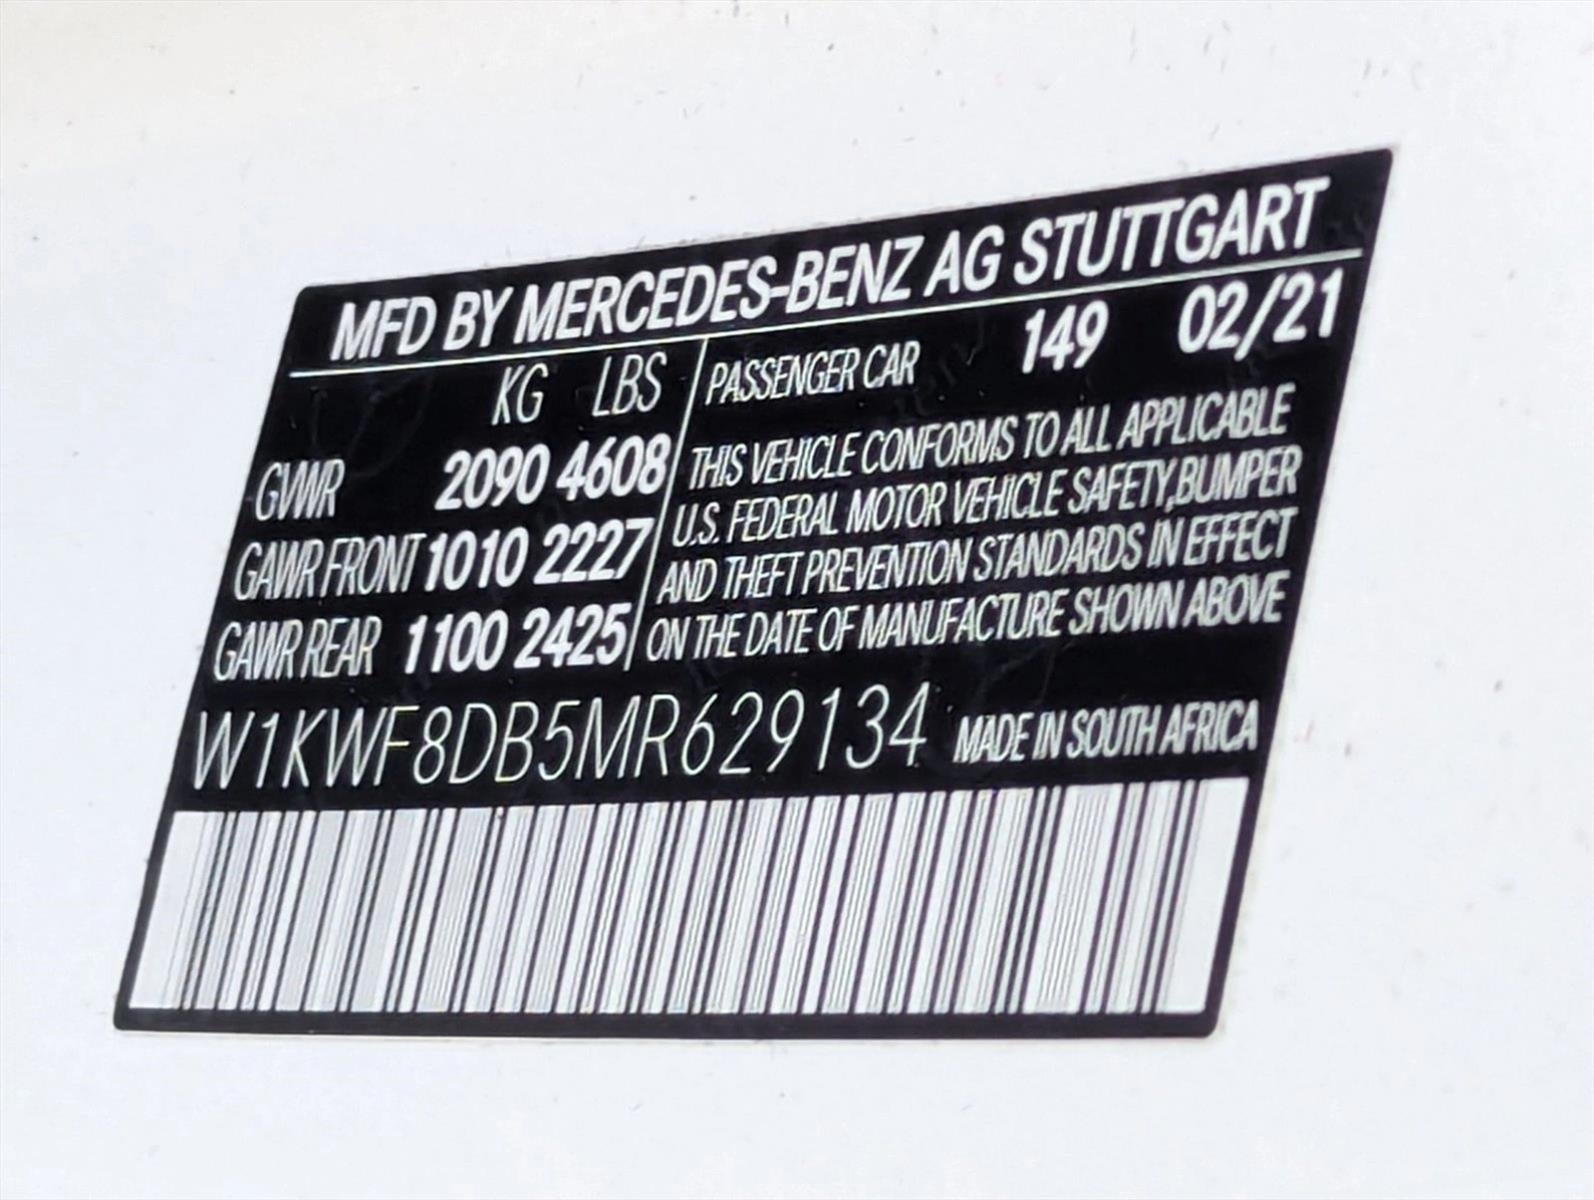 MFD BY MERCEDES-BENZ AG STUTTGART
KG LBS
GVWR 2090 4608
GAWR FRONT 1010 2227
GAWR REAR 1100 2425
PASSENGER CAR 149 02/21
THIS VEHICLE CONFORMS TO ALL APPLICABLE
U.S. FEDERAL MOTOR VEHICLE SAFETY,BUMPER
AND THEFT PREVENTION STANDARDS IN EFFECT
ON THE DATE OF MANUFACTURE SHOWN ABOVE
W1KWF8DB5MR629134 MADE IN SOUTH AFRICA